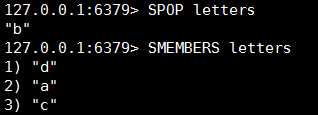 127.0.0.1:6379> SPOP letters
"b"
127.0.0.1:6379> SMEMBERS letters
1) "d"
2) "a"
3) "c"